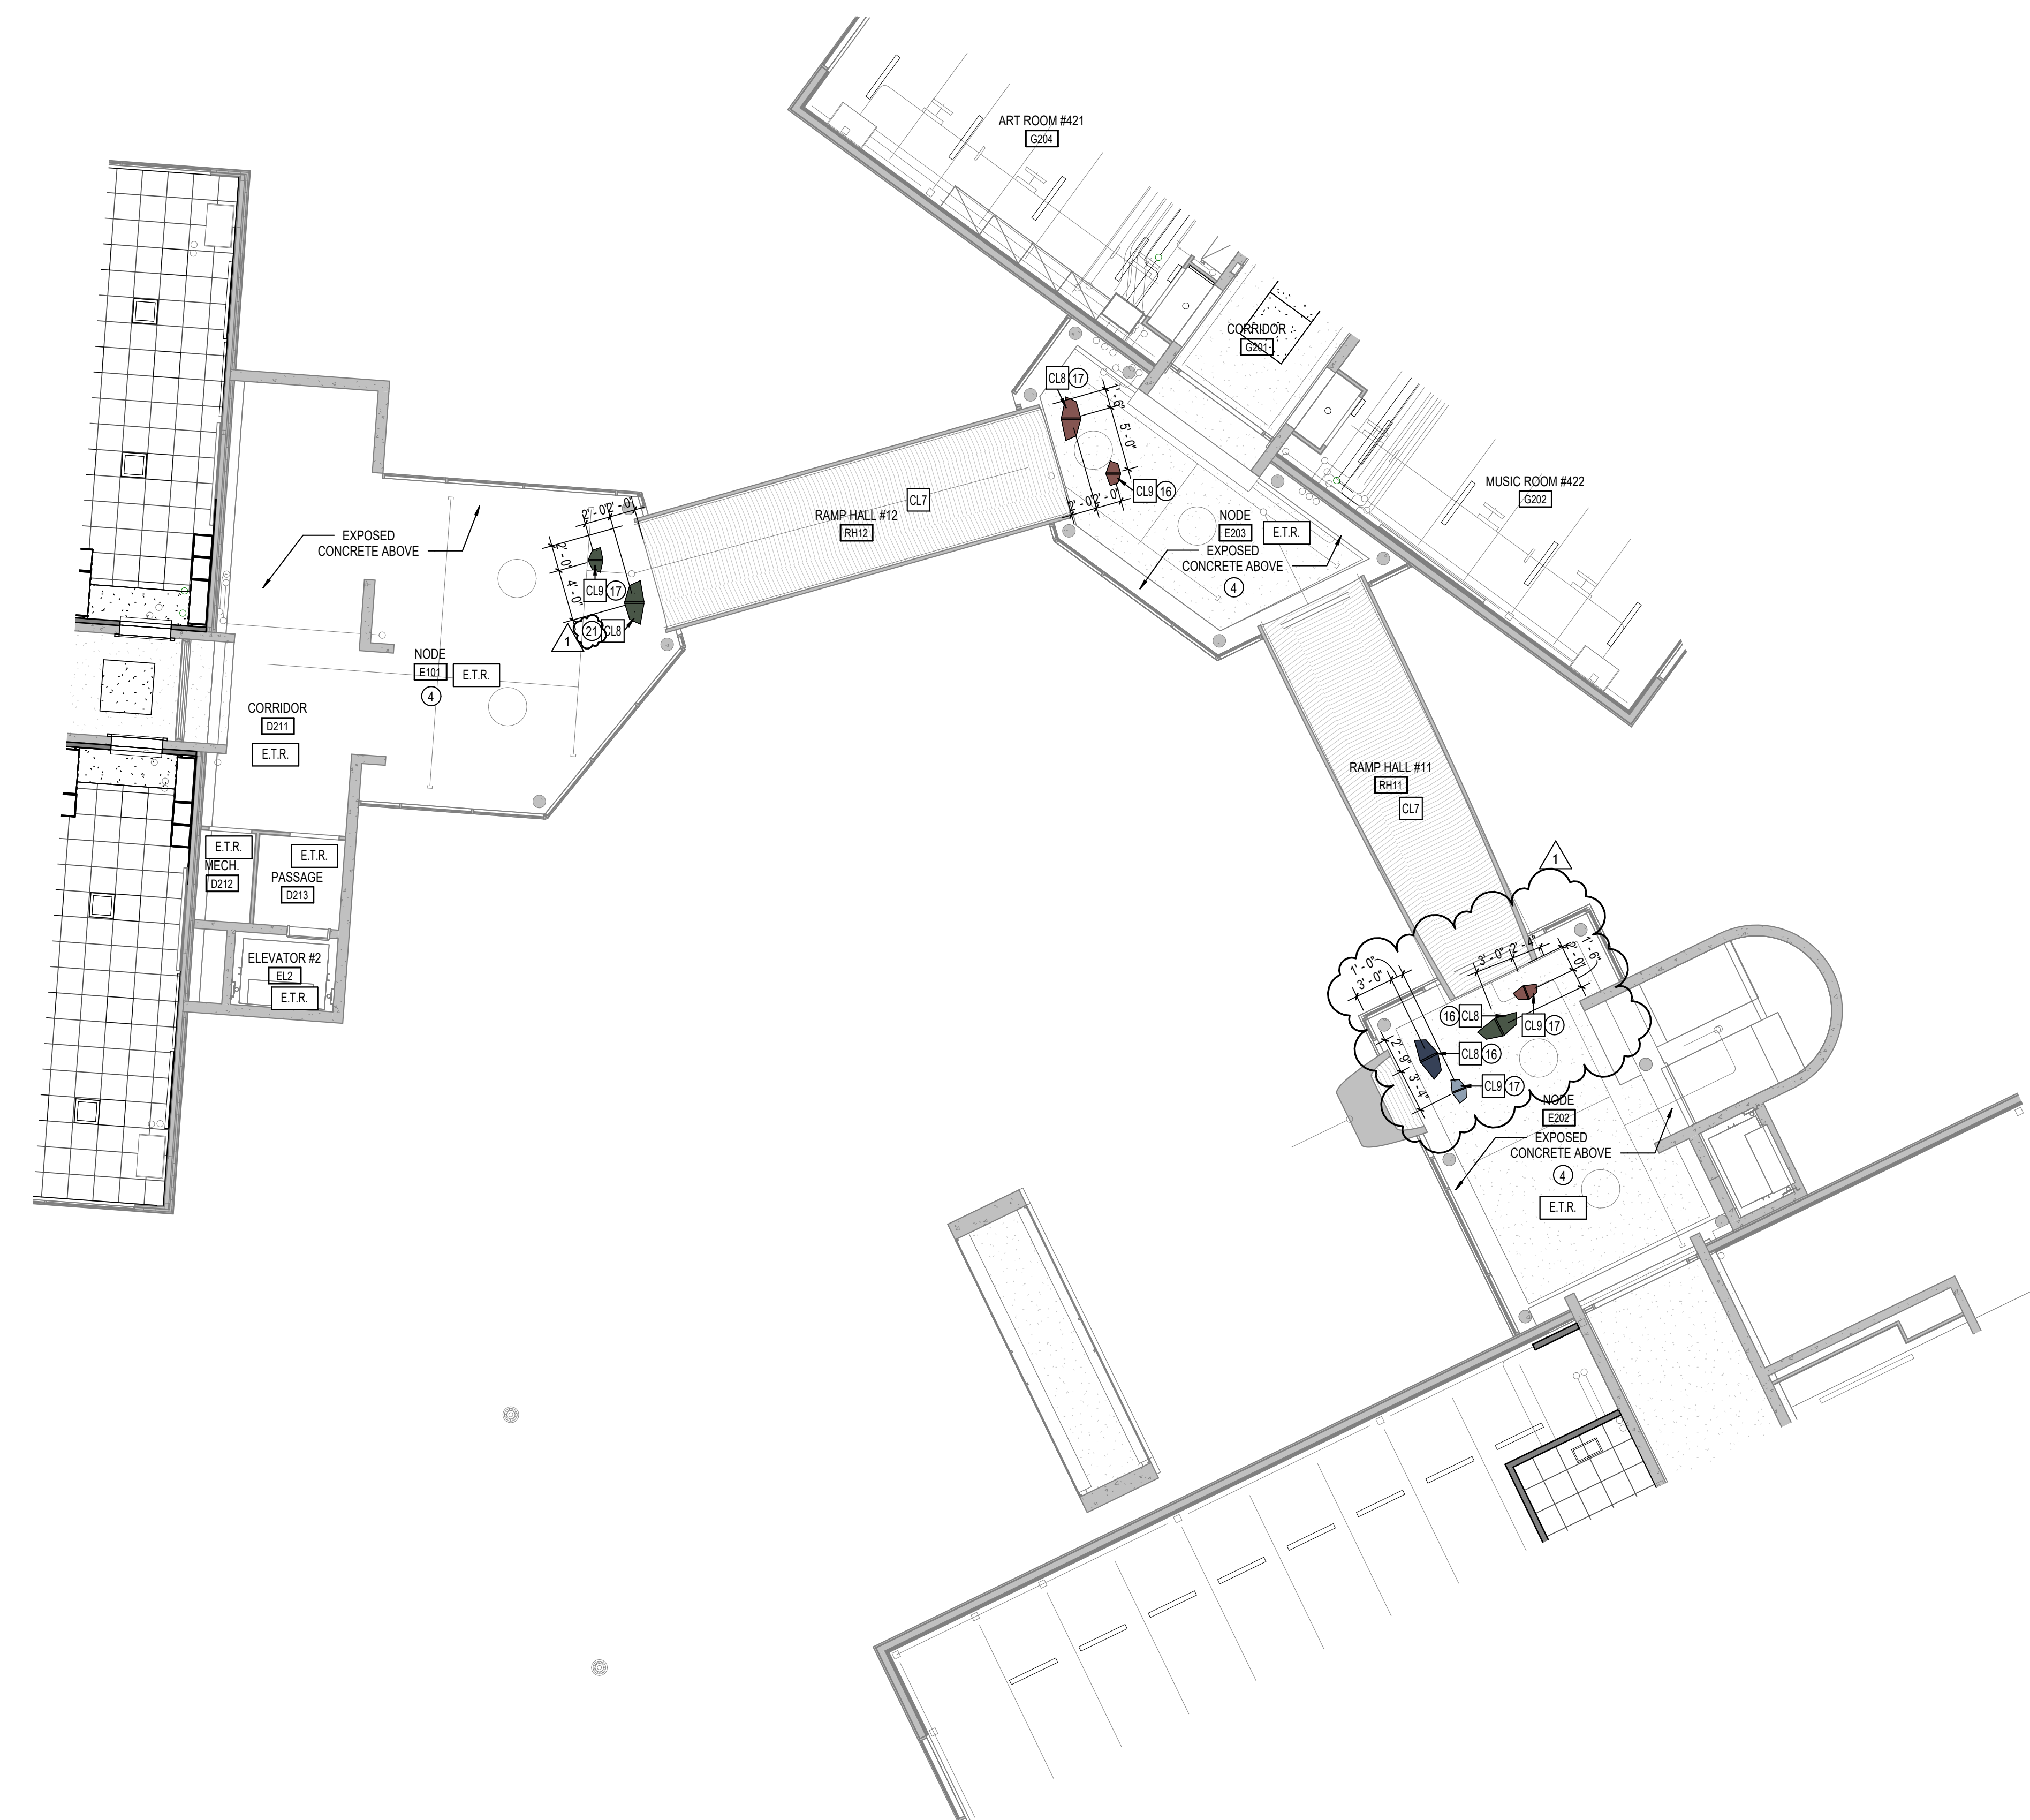 ART ROOM #421
G204
CORRIDOR
G201
CL8
17
1' - 6"
5' - 0"
CL9
16
2' - 0"
2' - 0"
MUSIC ROOM #422
G202
NODE
E203
E.T.R.
EXPOSED
CONCRETE ABOVE
4
CL7
RAMP HALL #12
RH12
2' - 0"
2' - 0"
EXPOSED
CONCRETE ABOVE
2' - 0"
4' - 0"
CL9
17
1
21
CL8
NODE
E101
E.T.R.
4
CORRIDOR
D211
E.T.R.
E.T.R.
MECH.
D212
E.T.R.
PASSAGE
D213
ELEVATOR #2
EL2
E.T.R.
RAMP HALL #11
RH11
CL7
1
3' - 0"
2' - 4"
1' - 6"
2' - 0"
1' - 0"
3' - 0"
16
CL8
CL9
17
2' - 9"
3' - 4"
CL8
16
CL9
17
NODE
E202
EXPOSED
CONCRETE ABOVE
4
E.T.R.